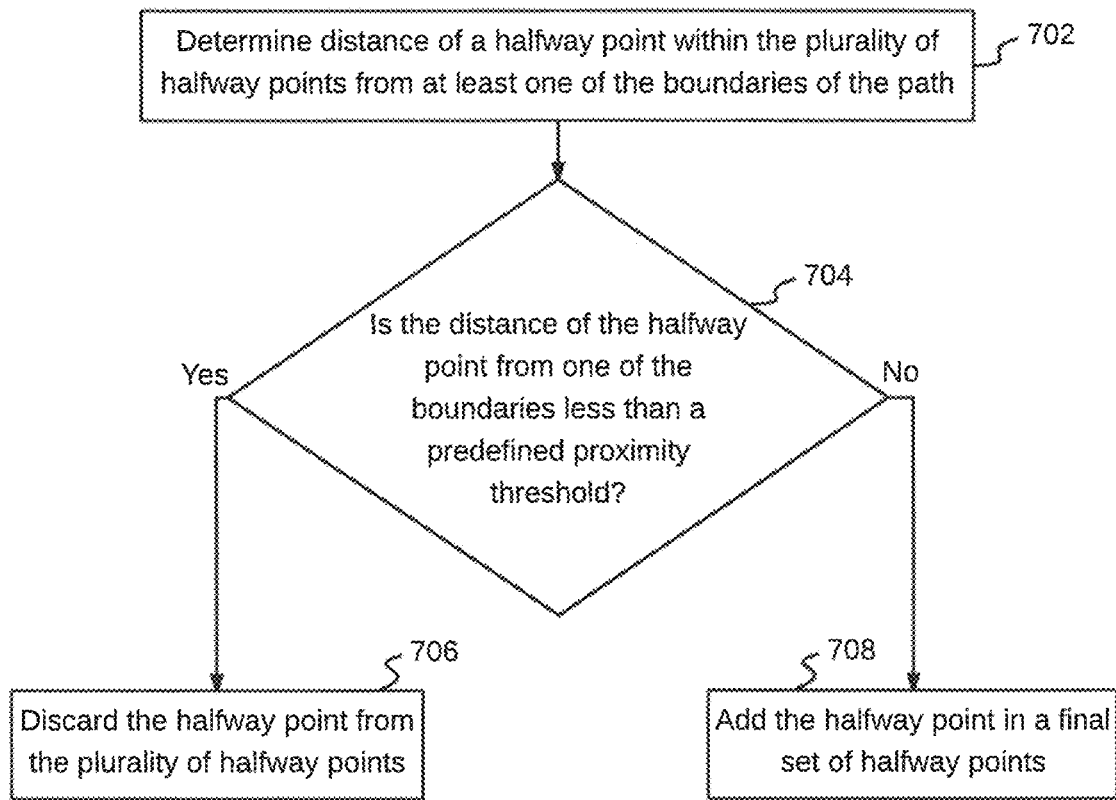 Determine distance of a halfway point within the plurality of
halfway points from at least one of the boundaries of the path
702
704
Is the distance of the halfway
point from one of the
boundaries less than a
predefined proximity
threshold?
Yes
No
706
Discard the halfway point from
the plurality of halfway points
708
Add the halfway point in a final
set of halfway points